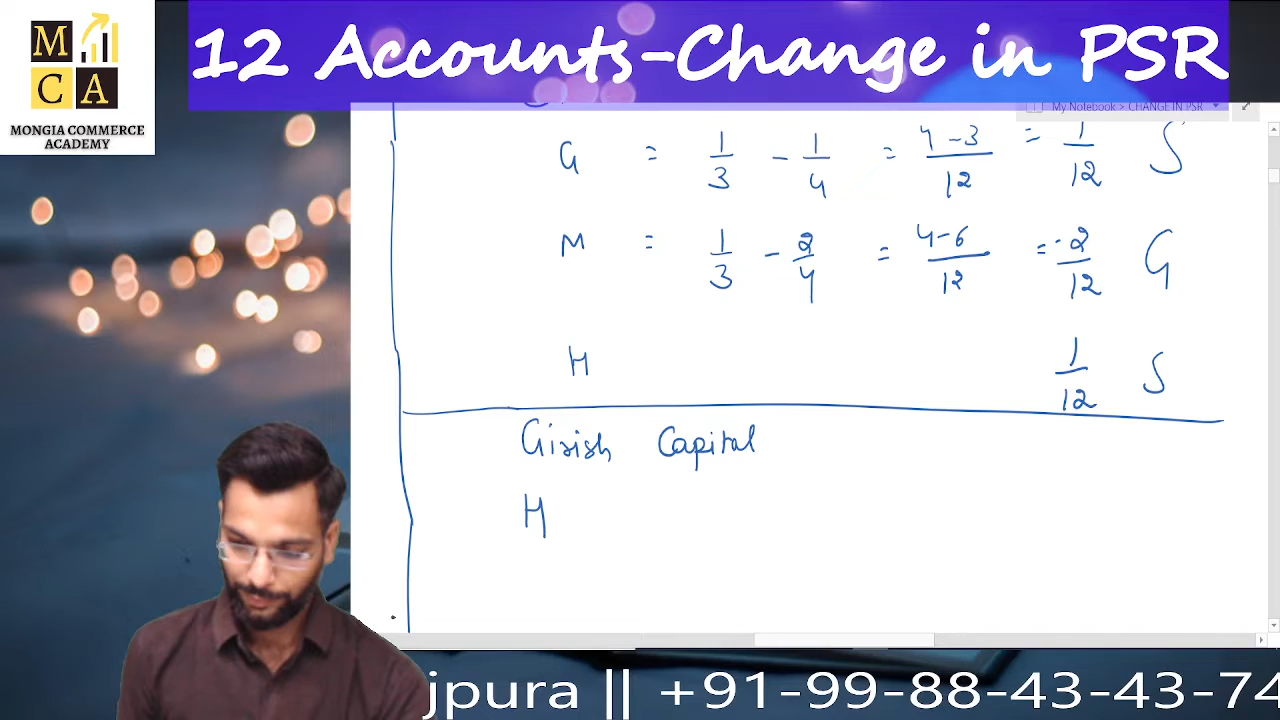 M
C A
MONGIA COMMERCE
ACADEMY
12 Accounts-Change in PSR
My Notebook > CHANGE IN PSR
G = 1/3 - 1/4 = 4-3/12 = 1/12 S
M = 1/3 - 2/4 = 4-6/12 = -2/12 G
H 1/12 S
Girish Capital
H
jpura || +91-99-88-43-43-74